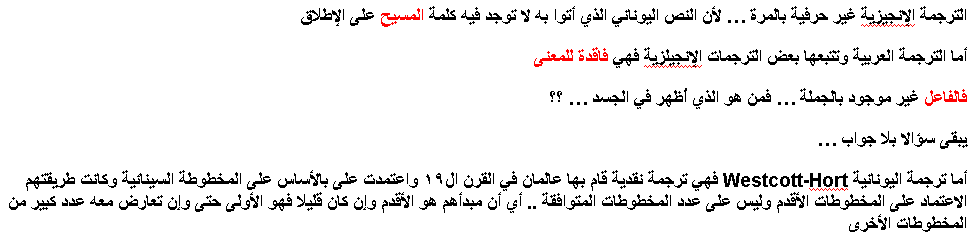 الترجمة الإنجيزية غير حرفية بالمرة ... لأن النص اليوناني الذي أتوا به لا توجد فيه كلمة المسيح على الإطلاق
أما الترجمة العربية وتتبعها بعض الترجمات الإنجيلزية فهي فاقدة للمعنى
فالفاعل غير موجود بالجملة ... فمن هو الذي أظهر في الجسد ... ؟؟
يبقى سؤالا بلا جواب ...
أما ترجمة اليونانية Westcott-Hort فهي ترجمة نقدية قام بها عالمان في القرن ال١٩ واعتمدت على بالأساس على المخطوطة السينائية وكانت طريقتهم
الاعتماد على المخطوطات الأقدم وليس على عدد المخطوطات المتوافقة .. أي أن مبدأهم هو الأقدم وإن كان قليلا فهو الأولى حتى وإن تعارض معه عدد كبير من
المخطوطات الأخرى